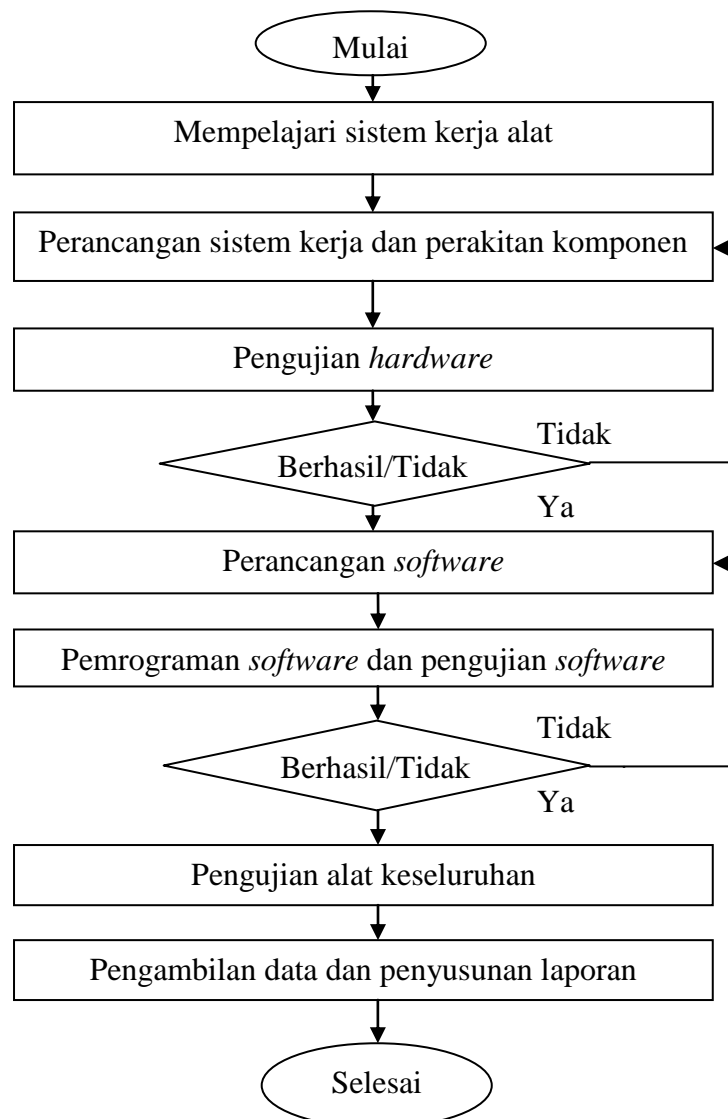 Mulai
Mempelajari sistem kerja alat
Perancangan sistem kerja dan perakitan komponen
Pengujian hardware
Tidak
Berhasil/Tidak
Ya
Perancangan software
Pemrograman software dan pengujian software
Tidak
Berhasil/Tidak
Ya
Pengujian alat keseluruhan
Pengambilan data dan penyusunan laporan
Selesai